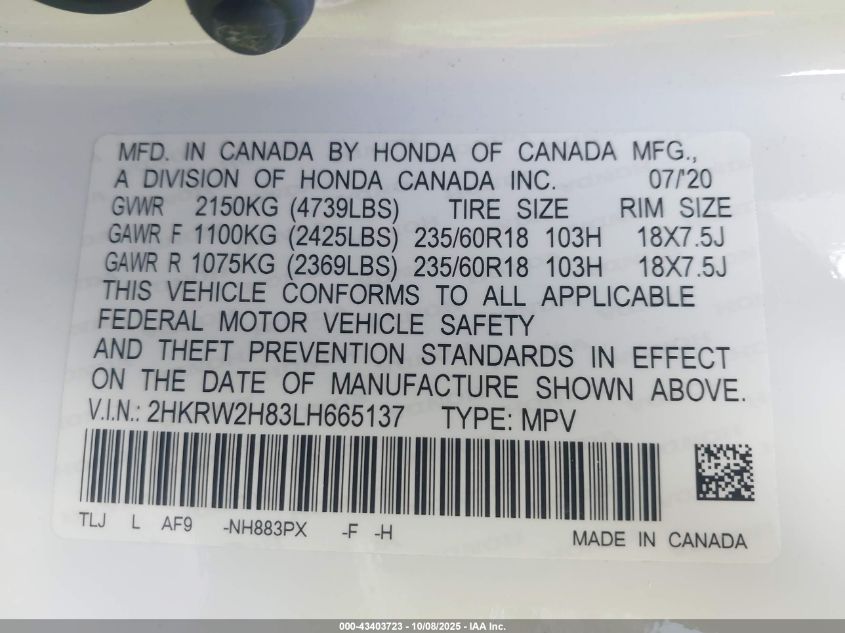 MFD. IN CANADA BY HONDA OF CANADA MFG.,
A DIVISION OF HONDA CANADA INC. 07/'20
GVWR 2150KG (4739LBS) TIRE SIZE RIM SIZE
GAWR F 1100KG (2425LBS) 235/60R18 103H 18X7.5J
GAWR R 1075KG (2369LBS) 235/60R18 103H 18X7.5J
THIS VEHICLE CONFORMS TO ALL APPLICABLE
FEDERAL MOTOR VEHICLE SAFETY
AND THEFT PREVENTION STANDARDS IN EFFECT
ON THE DATE OF MANUFACTURE SHOWN ABOVE.
V.I.N.: 2HKRW2H83LH665137 TYPE: MPV
TLJ L AF9 -NH883PX -F -H
MADE IN CANADA
000-43403723 - 10/08/2025 - IAA Inc.